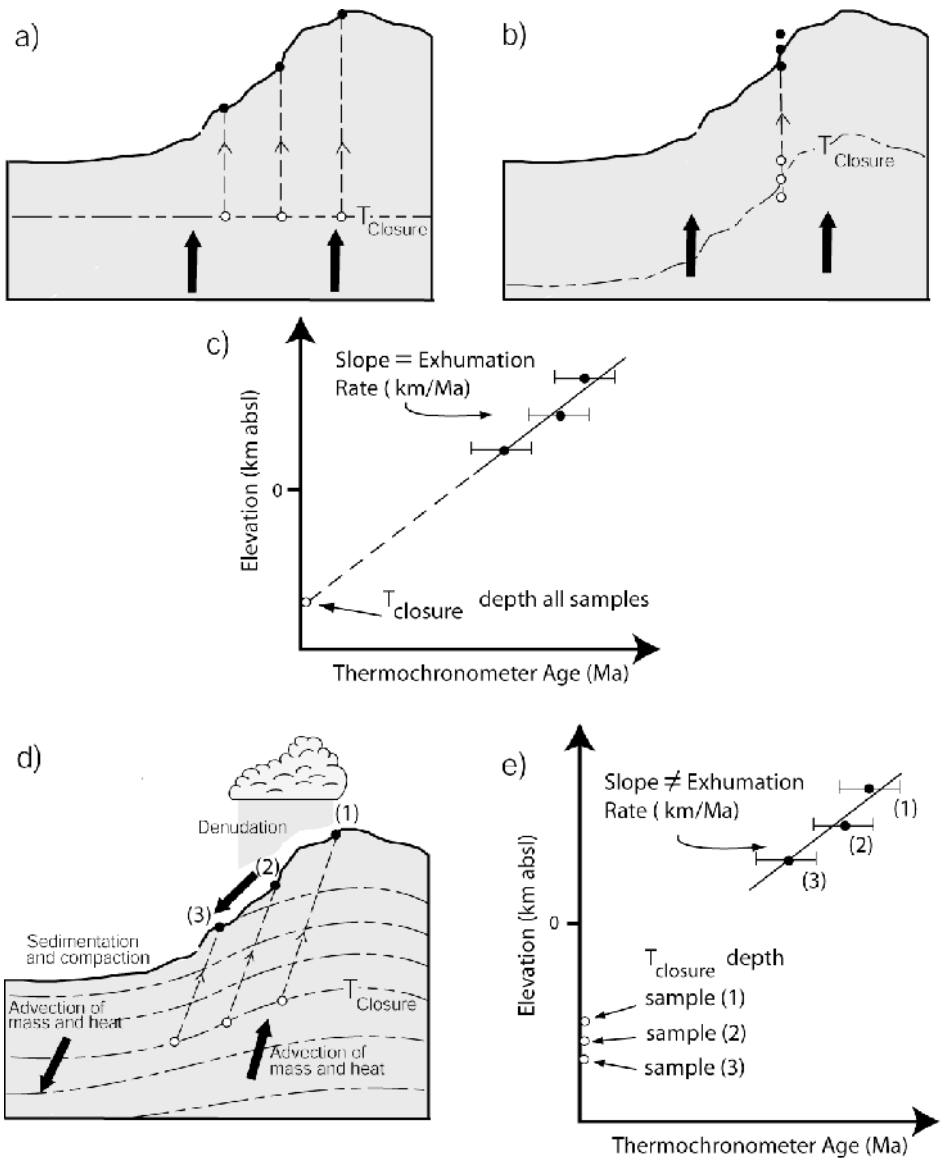 a)
T Closure
b)
T Closure
c)
Slope = Exhumation
Rate ( km/Ma)
Elevation (km absl)
0
T closure depth all samples
Thermochronometer Age (Ma)
d)
Denudation
(1)
(2)
(3)
Sedimentation
and compaction
T Closure
Advection of
mass and heat
Advection of
mass and heat
e)
Slope ≠ Exhumation
Rate ( km/Ma)
(1)
(2)
(3)
Elevation (km absl)
0
T closure depth
sample (1)
sample (2)
sample (3)
Thermochronometer Age (Ma)